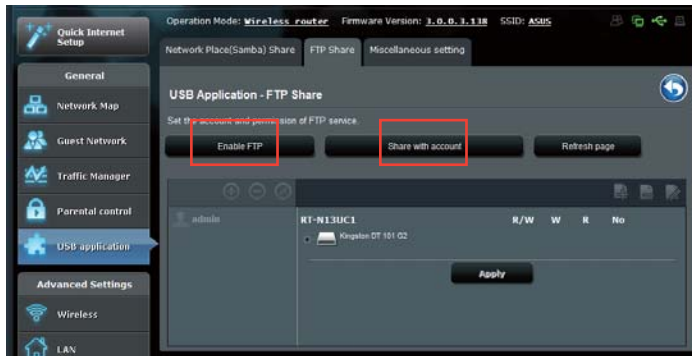 Quick Internet
Setup
Operation Mode: Wireless router Firmware Version: 3.0.0.3.138 SSID: ASUS
Network Place(Samba) Share FTP Share Miscellaneous setting
General
Network Map
Guest Network
Traffic Manager
Parental control
USB application
Advanced Settings
Wireless
LAN
USB Application - FTP Share
Set the account and permission of FTP service.
Enable FTP Share with account Refresh page
admin RT-N13UC1 R/W W R No
Kingston DT 101 G2
Apply